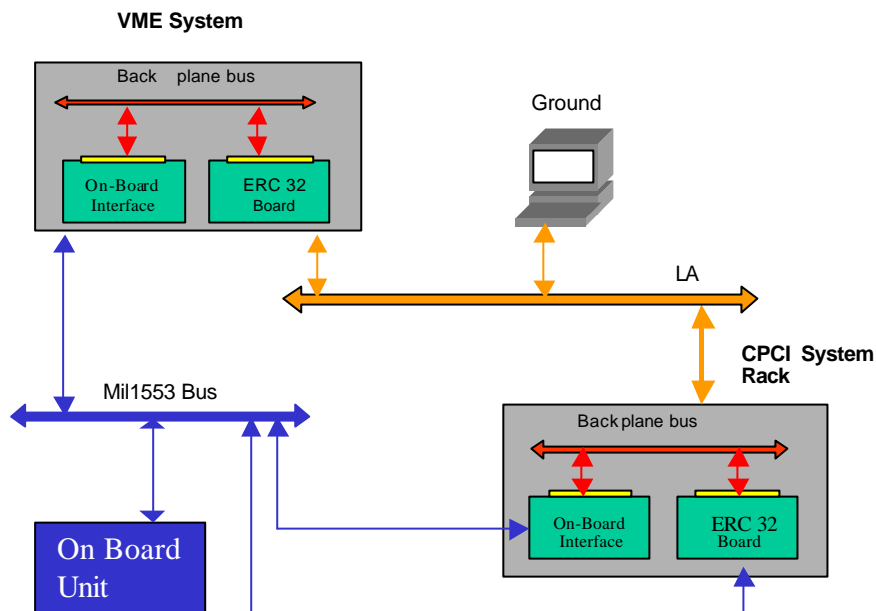 VME System
Back plane bus
On-Board
Interface
ERC 32
Board
Ground
LA
CPCI System
Rack
Mil1553 Bus
Back plane bus
On-Board
Interface
ERC 32
Board
On Board
Unit